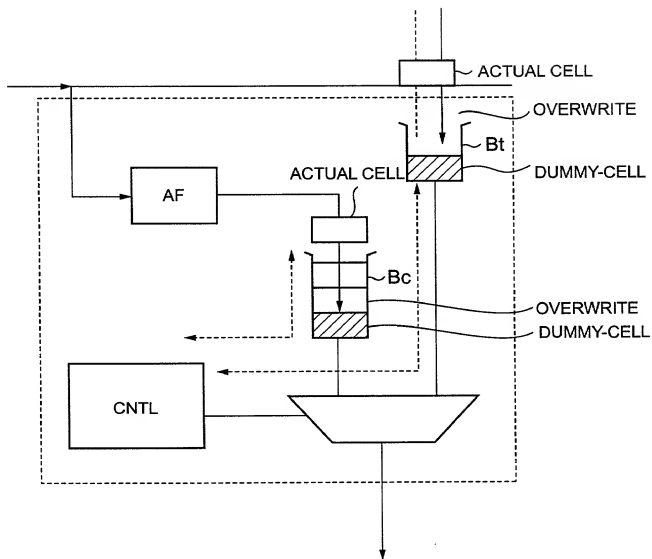 ACTUAL CELL
OVERWRITE
Bt
DUMMY-CELL
ACTUAL CELL
AF
Bc
OVERWRITE
DUMMY-CELL
CNTL